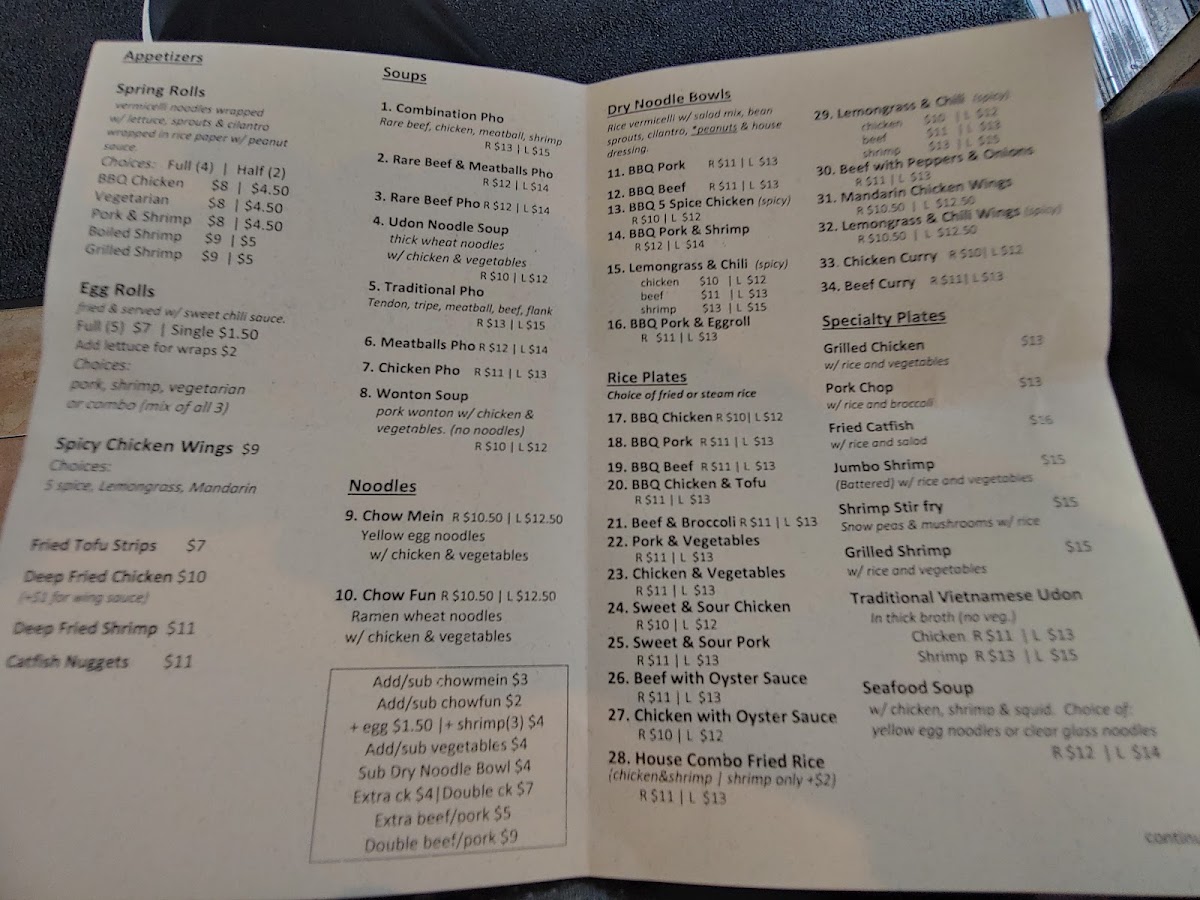 Appetizers
Spring Rolls
vermicelli noodles wrapped
w/ lettuce, sprouts & cilantro
wrapped in rice paper w/ peanut
sauce.
Choices: Full (4) | Half (2)
BBQ Chicken $8 | $4.50
Vegetarian $8 | $4.50
Pork & Shrimp $8 | $4.50
Boiled Shrimp $9 | $5
Grilled Shrimp $9 | $5
Egg Rolls
fried & served w/ sweet chili sauce.
Full (5) $7 | Single $1.50
Add lettuce for wraps $2
Choices:
pork, shrimp, vegetarian
or combo (mix of all 3)
Spicy Chicken Wings $9
Choices:
5 spice, Lemongrass, Mandarin
Fried Tofu Strips $7
Deep Fried Chicken $10
(+$1 for wing sauce)
Deep Fried Shrimp $11
Catfish Nuggets $11
Soups
1. Combination Pho
Rare beef, chicken, meatball, shrimp
R $13 | L $15
2. Rare Beef & Meatballs Pho
R $12 | L $14
3. Rare Beef Pho R $12 | L $14
4. Udon Noodle Soup
thick wheat noodles
w/ chicken & vegetables
R $10 | L $12
5. Traditional Pho
Tendon, tripe, meatball, beef, flank
R $13 | L $15
6. Meatballs Pho R $12 | L $14
7. Chicken Pho R $11 | L $13
8. Wonton Soup
pork wonton w/ chicken &
vegetables. (no noodles)
R $10 | L $12
Noodles
9. Chow Mein R $10.50 | L $12.50
Yellow egg noodles
w/ chicken & vegetables
10. Chow Fun R $10.50 | L $12.50
Ramen wheat noodles
w/ chicken & vegetables
Add/sub chowmein $3
Add/sub chowfun $2
+ egg $1.50 |+ shrimp(3) $4
Add/sub vegetables $4
Sub Dry Noodle Bowl $4
Extra ck $4|Double ck $7
Extra beef/pork $5
Double beef/pork $9
Dry Noodle Bowls
Rice vermicelli w/ salad mix, bean
sprouts, cilantro, *peanuts & house
dressing.
11. BBQ Pork R $11 | L $13
12. BBQ Beef R $11 | L $13
13. BBQ 5 Spice Chicken (spicy)
R $10 | L $12
14. BBQ Pork & Shrimp
R $12 | L $14
15. Lemongrass & Chili (spicy)
chicken $10 | L $12
beef $11 | L $13
shrimp $13 | L $15
16. BBQ Pork & Eggroll
R $11 | L $13
Rice Plates
Choice of fried or steam rice
17. BBQ Chicken R $10| L $12
18. BBQ Pork R $11 | L $13
19. BBQ Beef R $11 | L $13
20. BBQ Chicken & Tofu
R $11 | L $13
21. Beef & Broccoli R $11 | L $13
22. Pork & Vegetables
R $11 | L $13
23. Chicken & Vegetables
R $11 | L $13
24. Sweet & Sour Chicken
R $10 | L $12
25. Sweet & Sour Pork
R $11 | L $13
26. Beef with Oyster Sauce
R $11 | L $13
27. Chicken with Oyster Sauce
R $10 | L $12
28. House Combo Fried Rice
(chicken&shrimp | shrimp only +$2)
R $11 | L $13
29. Lemongrass & Chili (spicy)
chicken $10 | L $12
beef $11 | L $13
shrimp $13 | L $15
30. Beef with Peppers & Onions
R $11 | L $13
31. Mandarin Chicken Wings
R $10.50 | L $12.50
32. Lemongrass & Chilli Wings (spicy)
R $10.50 | L $12.50
33. Chicken Curry R $10| L $12
34. Beef Curry R $11| L $13
Specialty Plates
Grilled Chicken $13
w/ rice and vegetables
Pork Chop $13
w/ rice and broccoli
Fried Catfish $16
w/ rice and salad
Jumbo Shrimp $15
(Battered) w/ rice and vegetables
Shrimp Stir fry $15
Snow peas & mushrooms w/ rice
Grilled Shrimp $15
w/ rice and vegetables
Traditional Vietnamese Udon
In thick broth (no veg.)
Chicken R $11 | L $13
Shrimp R $13 | L $15
Seafood Soup
w/ chicken, shrimp & squid. Choice of:
yellow egg noodles or clear glass noodles
R $12 | L $14
continu